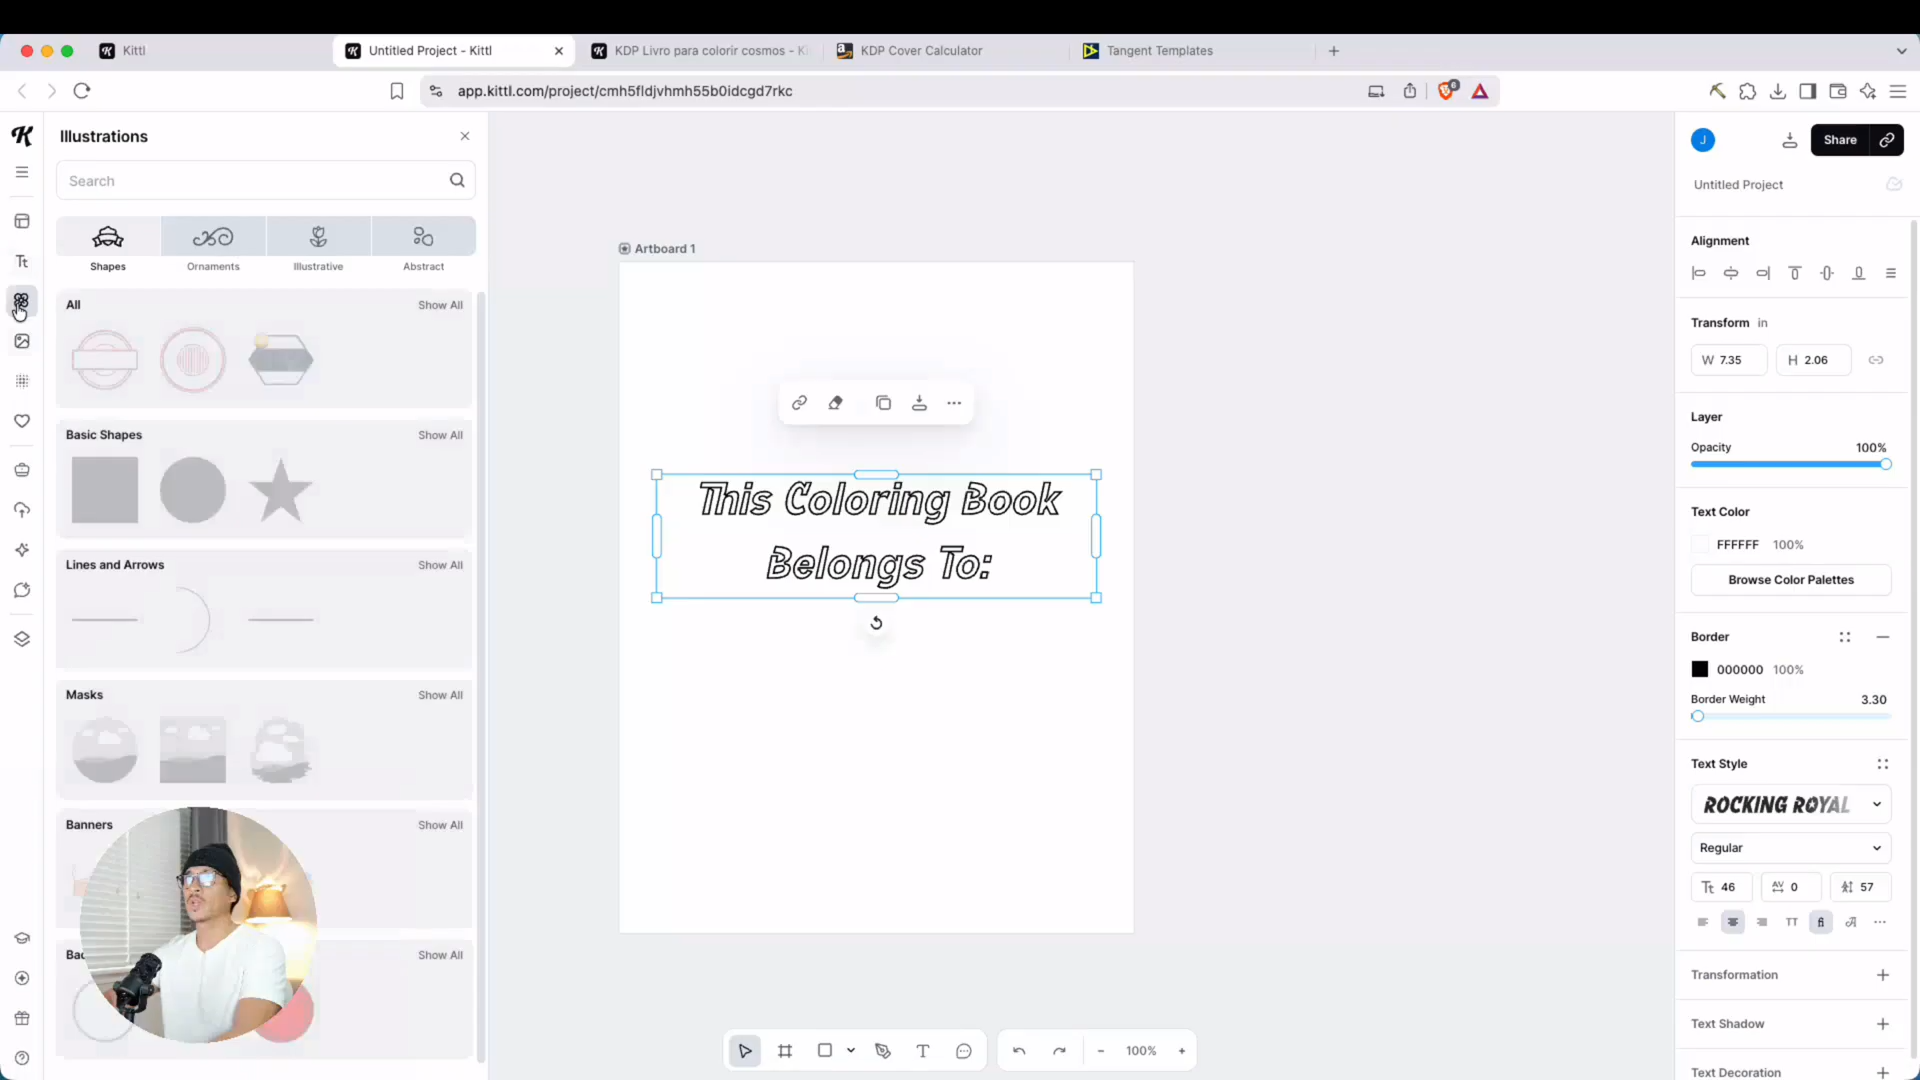 Kittl
Untitled Project - Kittl
KDP Livro para colorir cosmos - Ki
KDP Cover Calculator
Tangent Templates
app.kittl.com/project/cmh5fldjvhmh55b0idcgd7rkc
6
Illustrations
Search
Shapes
Ornaments
Illustrative
Abstract
All
Show All
Basic Shapes
Show All
Lines and Arrows
Show All
Masks
Show All
Banners
Show All
Show All
Artboard 1
This Coloring Book
Belongs To:
100%
J
Share
Untitled Project
Alignment
Transform in
W 7.35
H 2.06
Layer
Opacity
100%
Text Color
FFFFFF 100%
Browse Color Palettes
Border
000000 100%
Border Weight
3.30
Text Style
ROCKING ROYAL
Regular
Tt 46
AV 0
57
Transformation
Text Shadow
Text Decoration